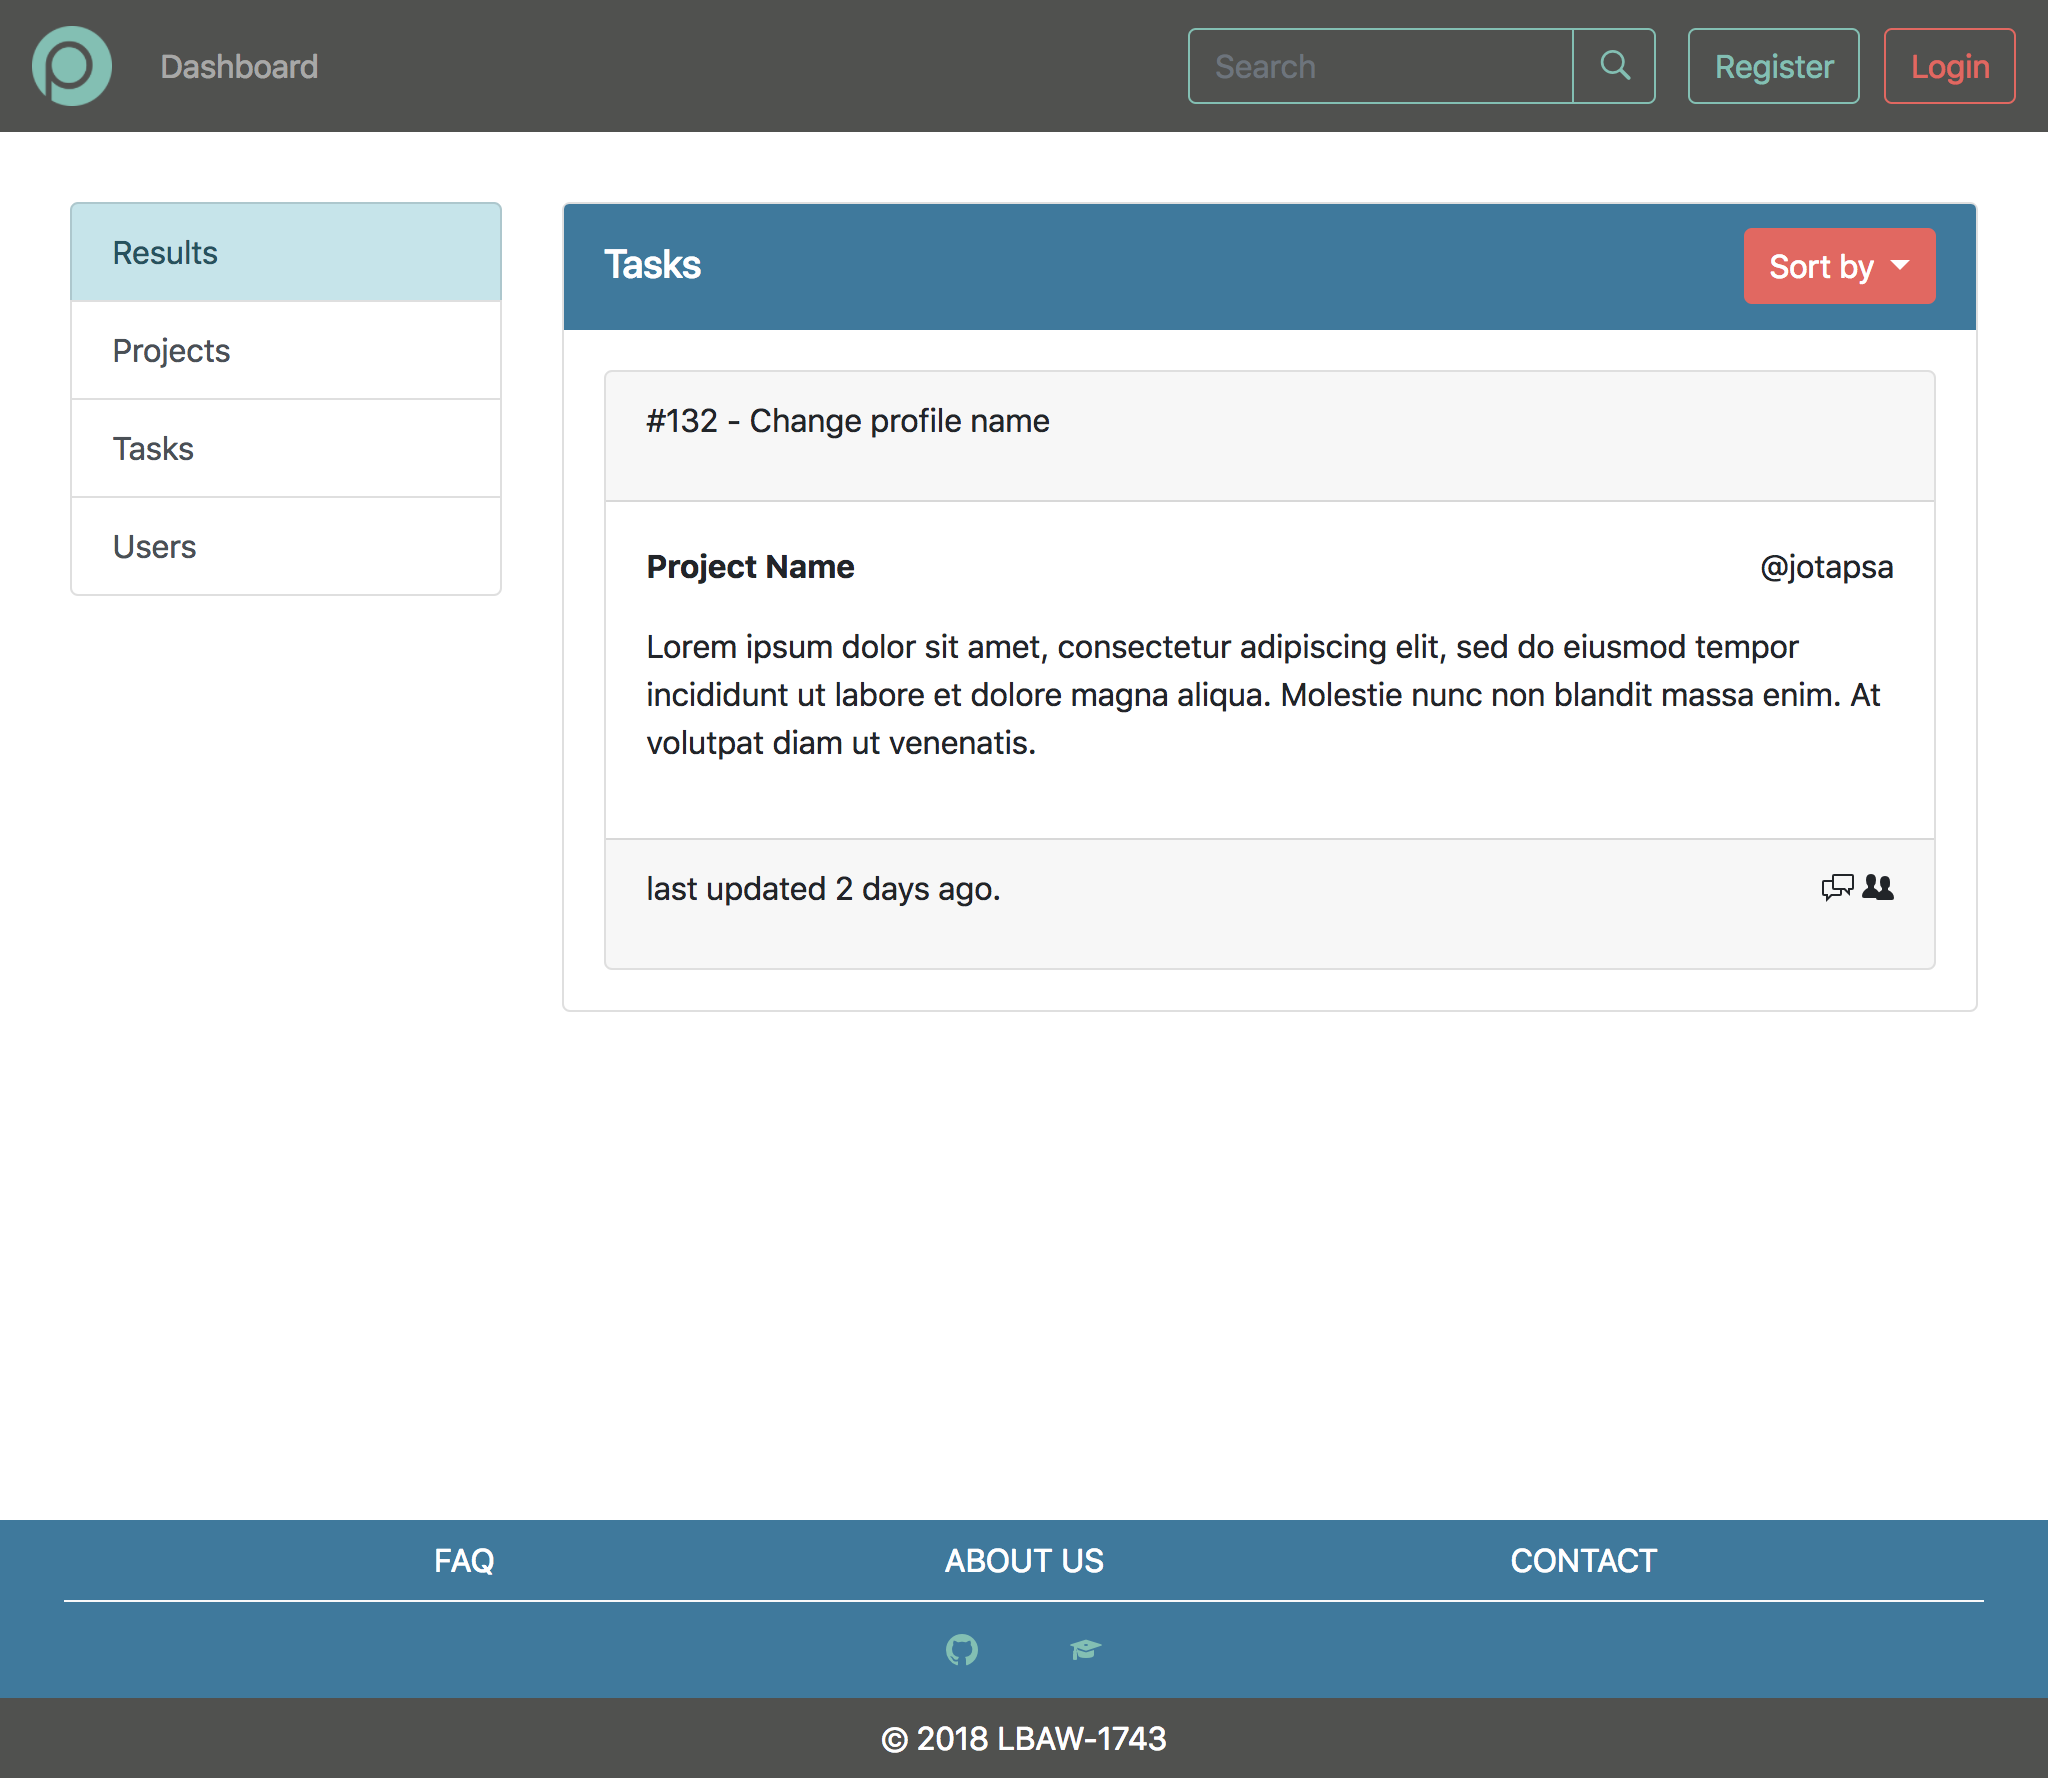 Dashboard
Search
Register
Login
Results
Projects
Tasks
Users
Tasks
Sort by
#132 - Change profile name
Project Name
@jotapsa
Lorem ipsum dolor sit amet, consectetur adipiscing elit, sed do eiusmod tempor
incididunt ut labore et dolore magna aliqua. Molestie nunc non blandit massa enim. At
volutpat diam ut venenatis.
last updated 2 days ago.
FAQ
ABOUT US
CONTACT
© 2018 LBAW-1743